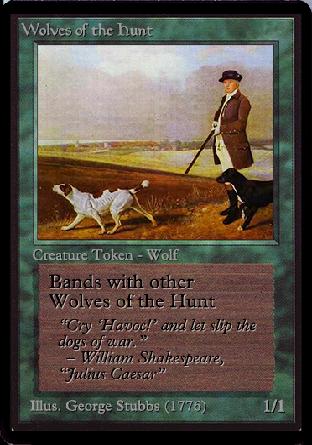 Wolves of the Hunt
Creature Token - Wolf
Bands with other
Wolves of the Hunt
"Cry 'Havoc!' and let slip the
dogs of war."
– William Shakespeare,
"Julius Caesar"
Illus. George Stubbs (1776)
1/1